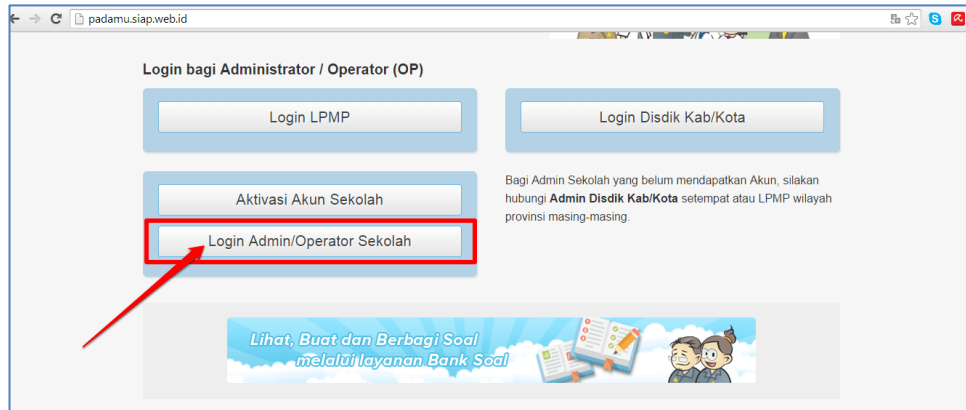 padamu.siap.web.id
Login bagi Administrator / Operator (OP)
Login LPMP
Login Disdik Kab/Kota
Aktivasi Akun Sekolah
Login Admin/Operator Sekolah
Bagi Admin Sekolah yang belum mendapatkan Akun, silakan
hubungi Admin Disdik Kab/Kota setempat atau LPMP wilayah
provinsi masing-masing.
Lihat, Buat dan Berbagi Soal
melalui layanan Bank Soal